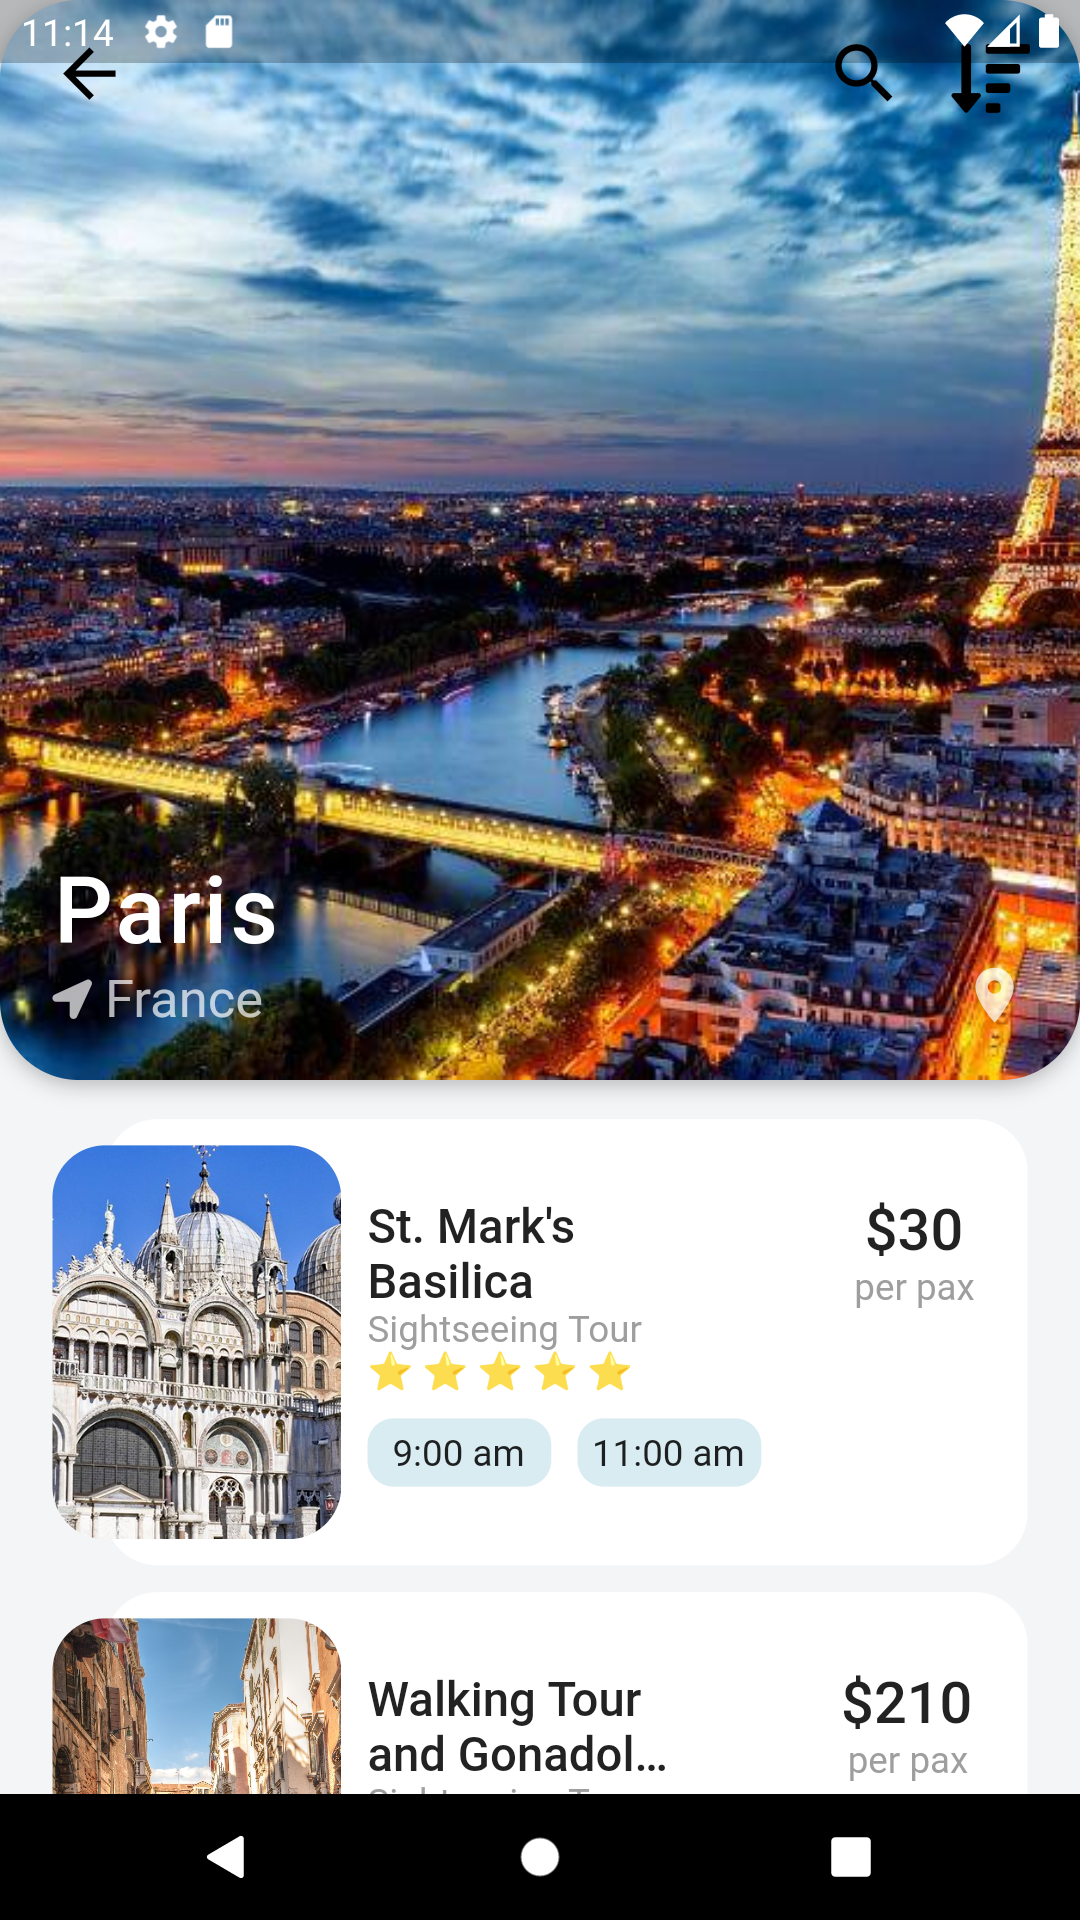 11:14
Paris
France
St. Mark's
Basilica
$30
per pax
Sightseeing Tour
9:00 am
11:00 am
Walking Tour
and Gonadol...
$210
per pax